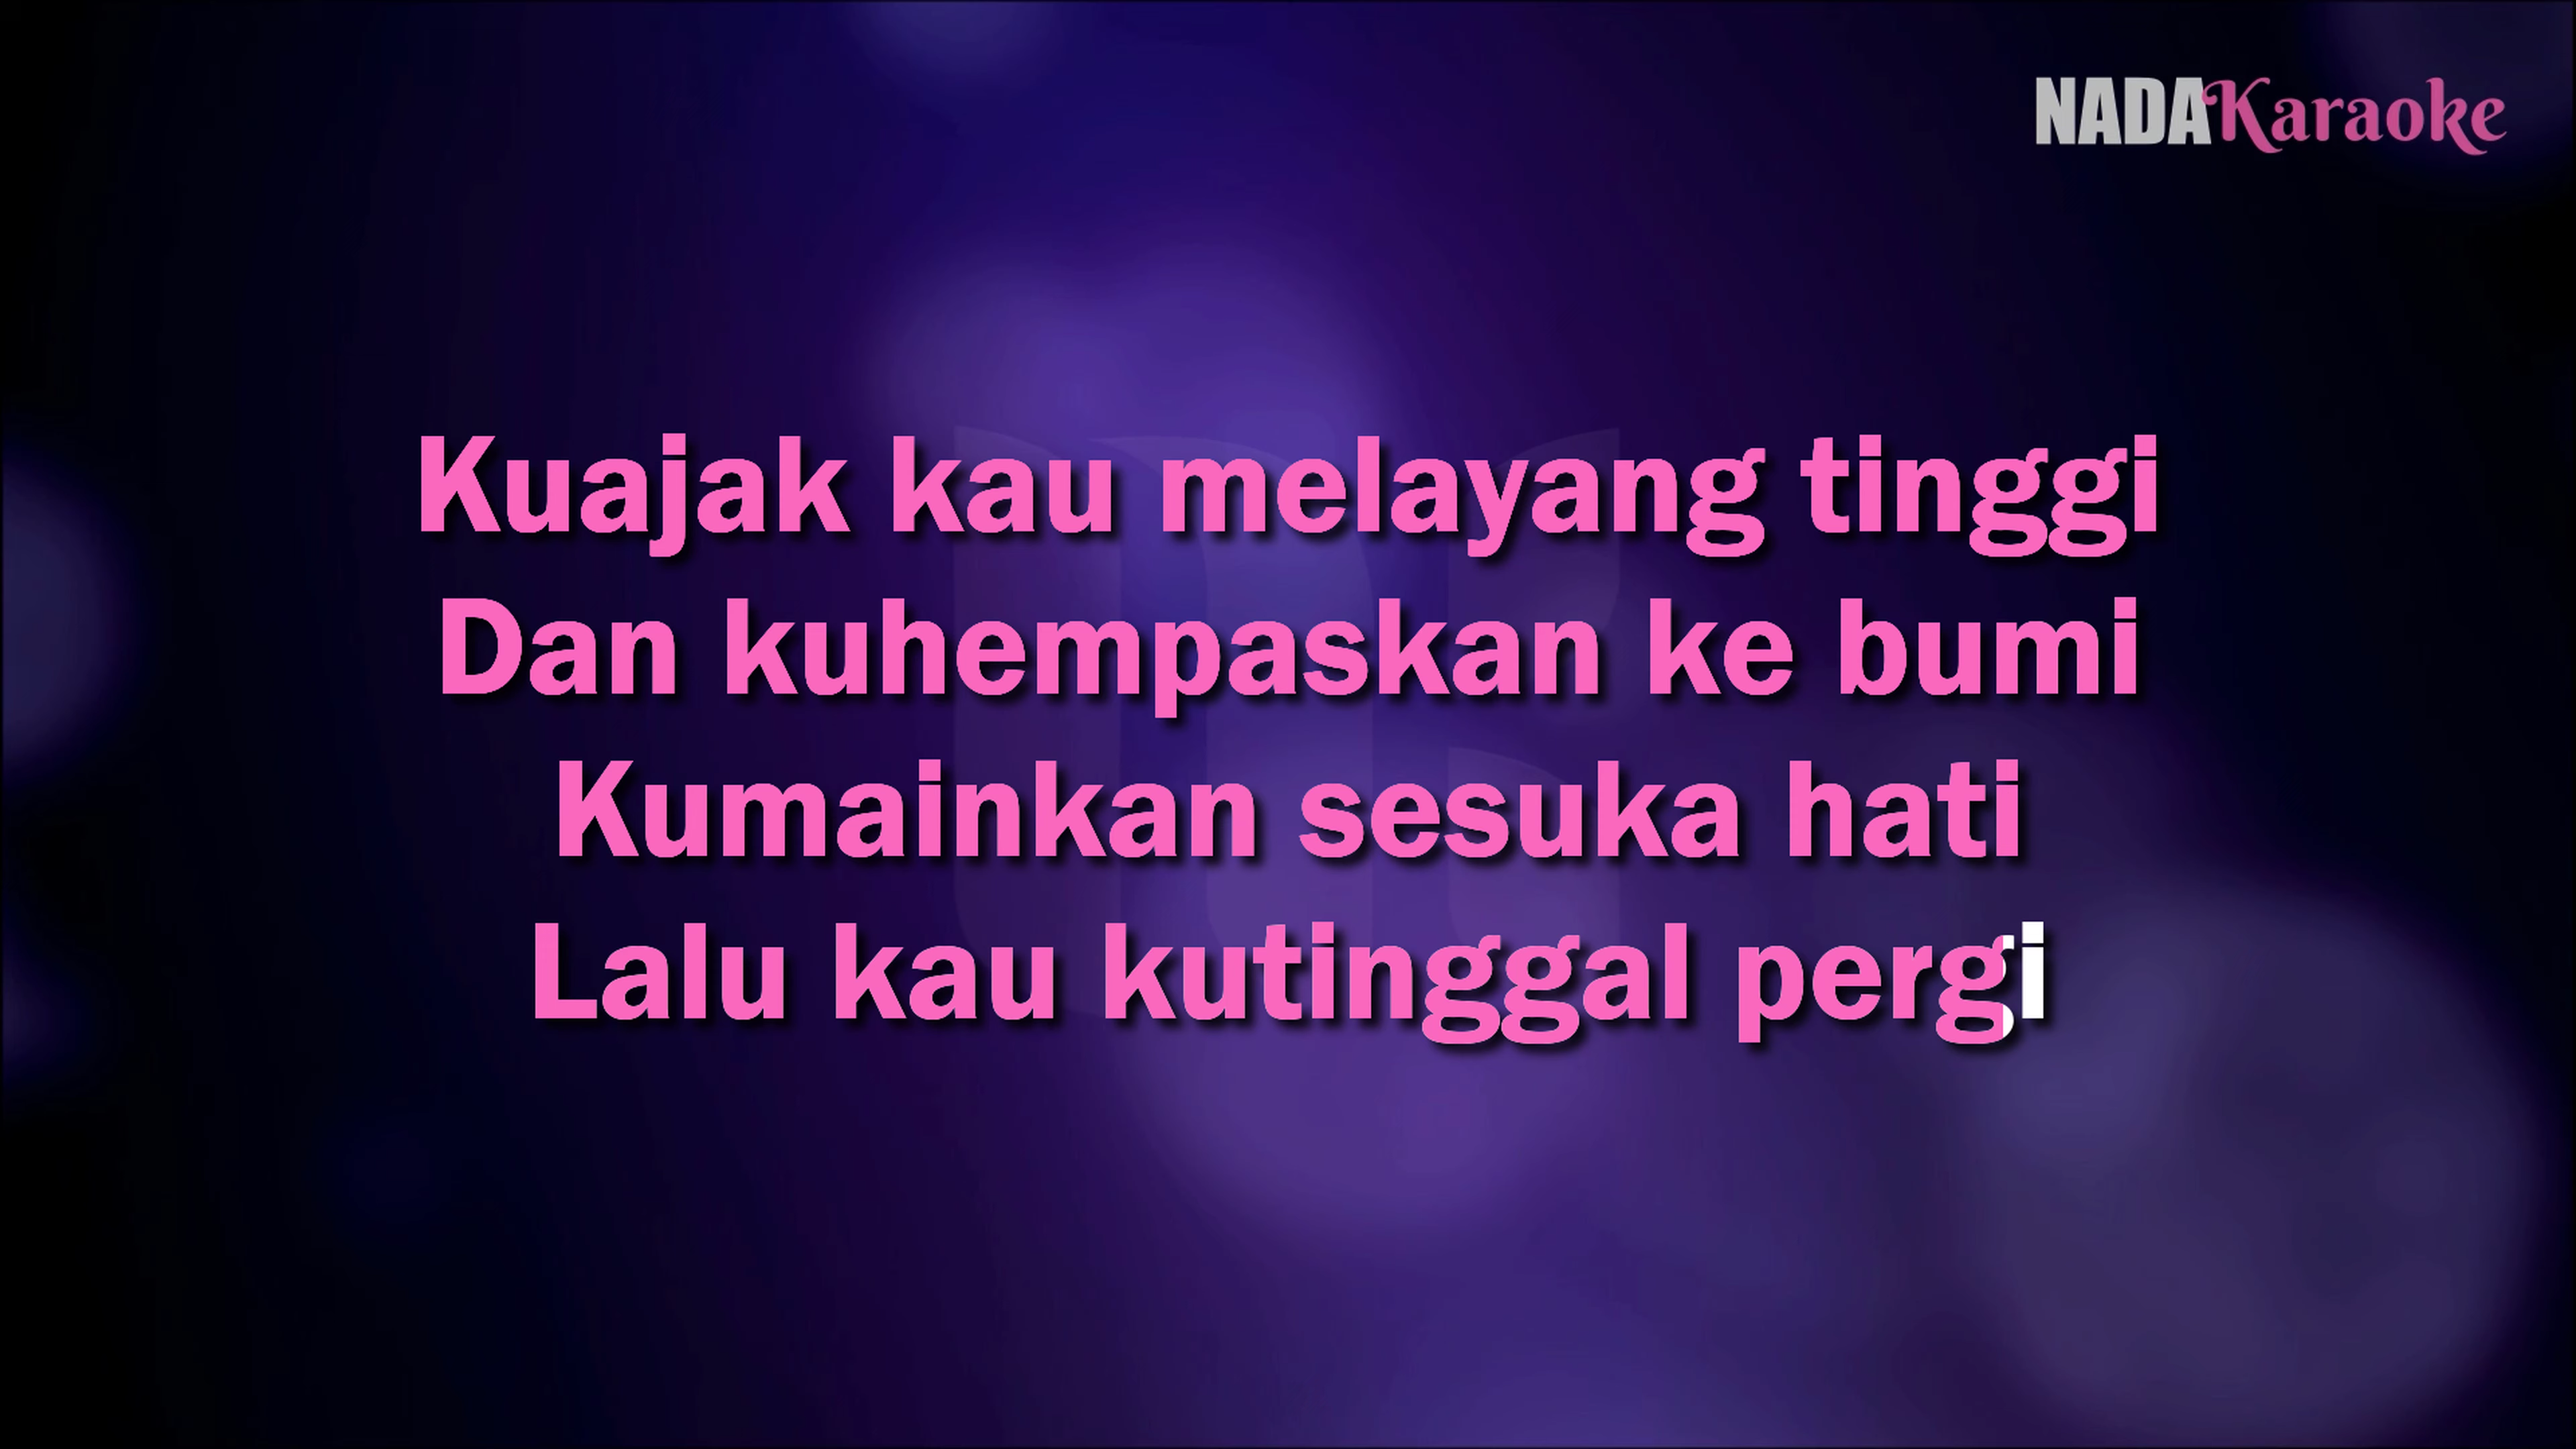 NADAKaraoke
Kuajak kau melayang tinggi
Dan kuhempaskan ke bumi
Kumainkan sesuka hati
Lalu kau kutinggal pergi